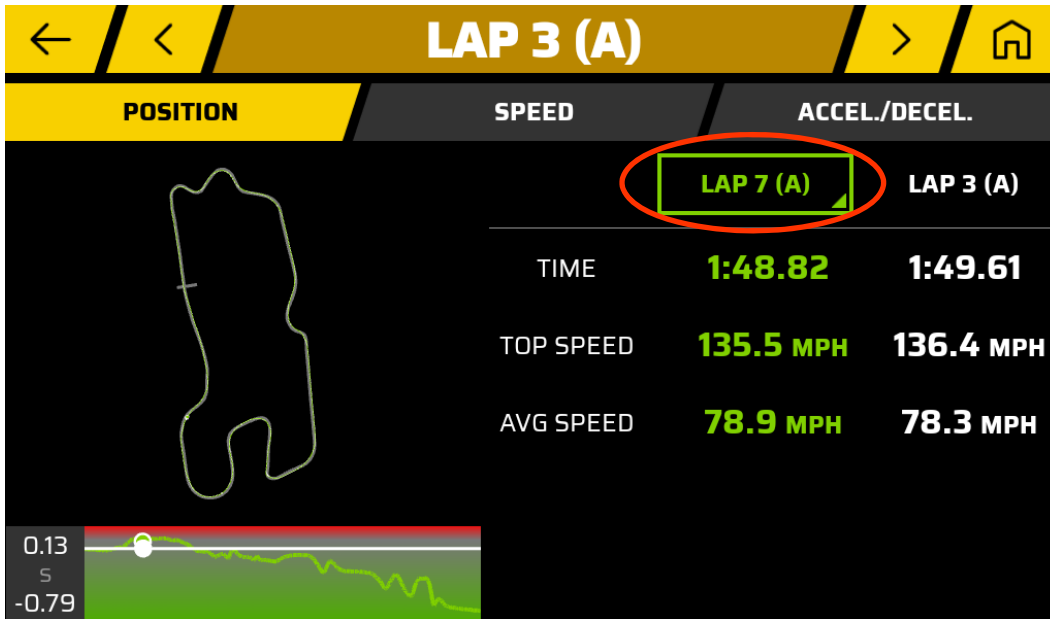 LAP 3 (A)
POSITION SPEED ACCEL./DECEL.
LAP 7 (A) LAP 3 (A)
TIME 1:48.82 1:49.61
TOP SPEED 135.5 MPH 136.4 MPH
AVG SPEED 78.9 MPH 78.3 MPH
0.13
S
-0.79